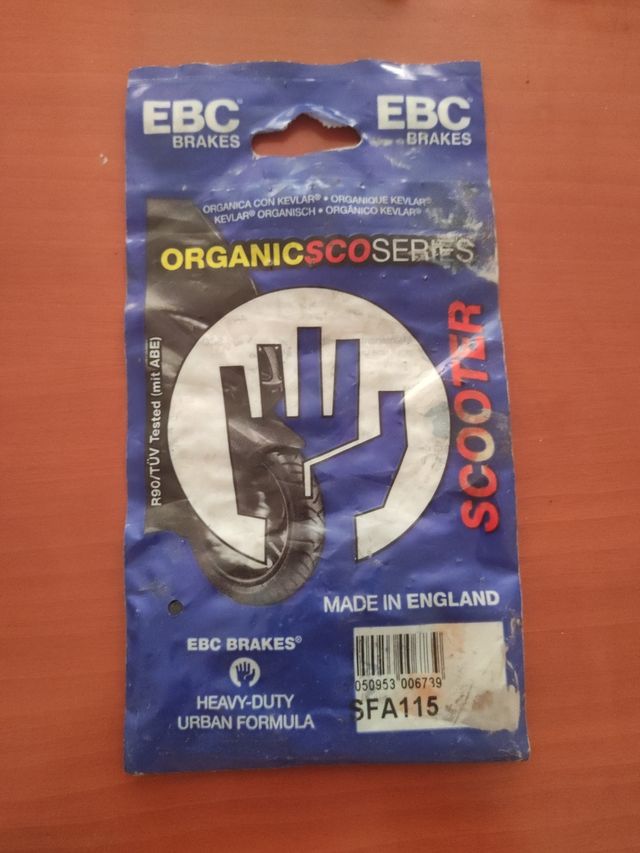 EBC
BRAKES
EBC
BRAKES
ORGANICA CON KEVLAR® • ORGANIQUE KEVLAR®
KEVLAR® ORGANISCH • ORGÂNICO KEVLAR®
ORGANICSCOSERIES
R90/TÜV Tested (mit ABE)
SCOOTER
MADE IN ENGLAND
EBC BRAKES®
HEAVY-DUTY
URBAN FORMULA
050953 006739
SFA115